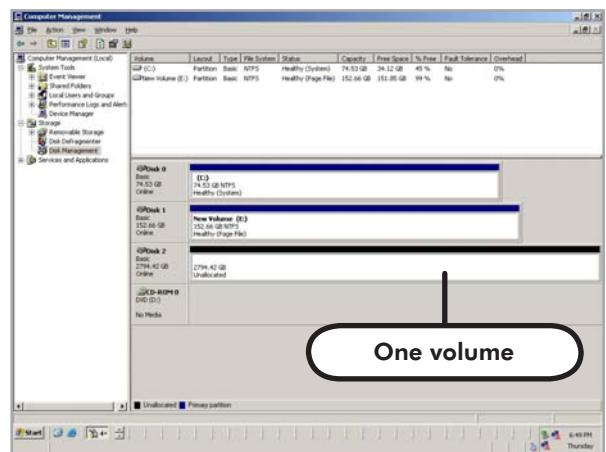 Computer Management
File Action View Window Help
Computer Management (Local)
System Tools
Event Viewer
Shared Folders
Local Users and Groups
Performance Logs and Alert
Device Manager
Storage
Removable Storage
Disk Defragmenter
Disk Management
Services and Applications
Volume Layout Type File System Status Capacity Free Space % Free Fault Tolerance Overhead
(C:) Partition Basic NTFS Healthy (System) 74.53 GB 34.12 GB 45 % No 0%
New Volume (E:) Partition Basic NTFS Healthy (Page File) 152.66 GB 151.85 GB 99 % No 0%
Disk 0
Basic
74.53 GB
Online
(C:)
74.53 GB NTFS
Healthy (System)
Disk 1
Basic
152.66 GB
Online
New Volume (E:)
152.66 GB NTFS
Healthy (Page File)
Disk 2
Basic
2794.42 GB
Online
2794.42 GB
Unallocated
CD-ROM 0
DVD (D:)
No Media
One volume
Unallocated Primary partition
Start
6:49 PM
Thursday